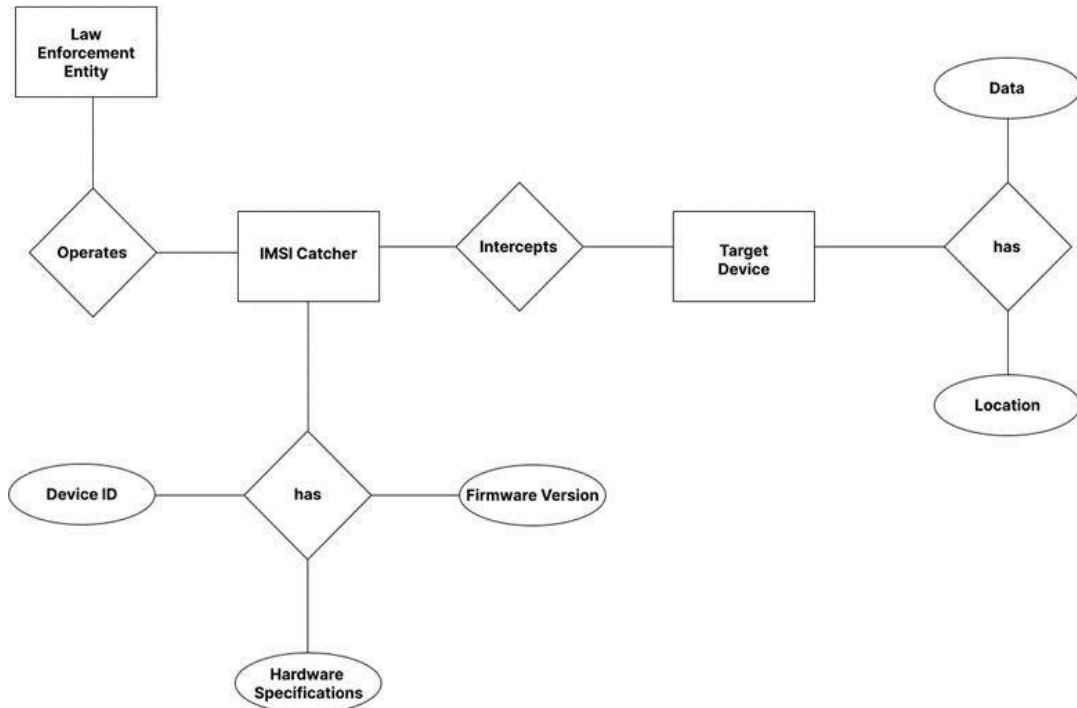 Law
Enforcement
Entity
Data
Operates
IMSI Catcher
Intercepts
Target
Device
has
Location
Device ID
has
Firmware Version
Hardware
Specifications